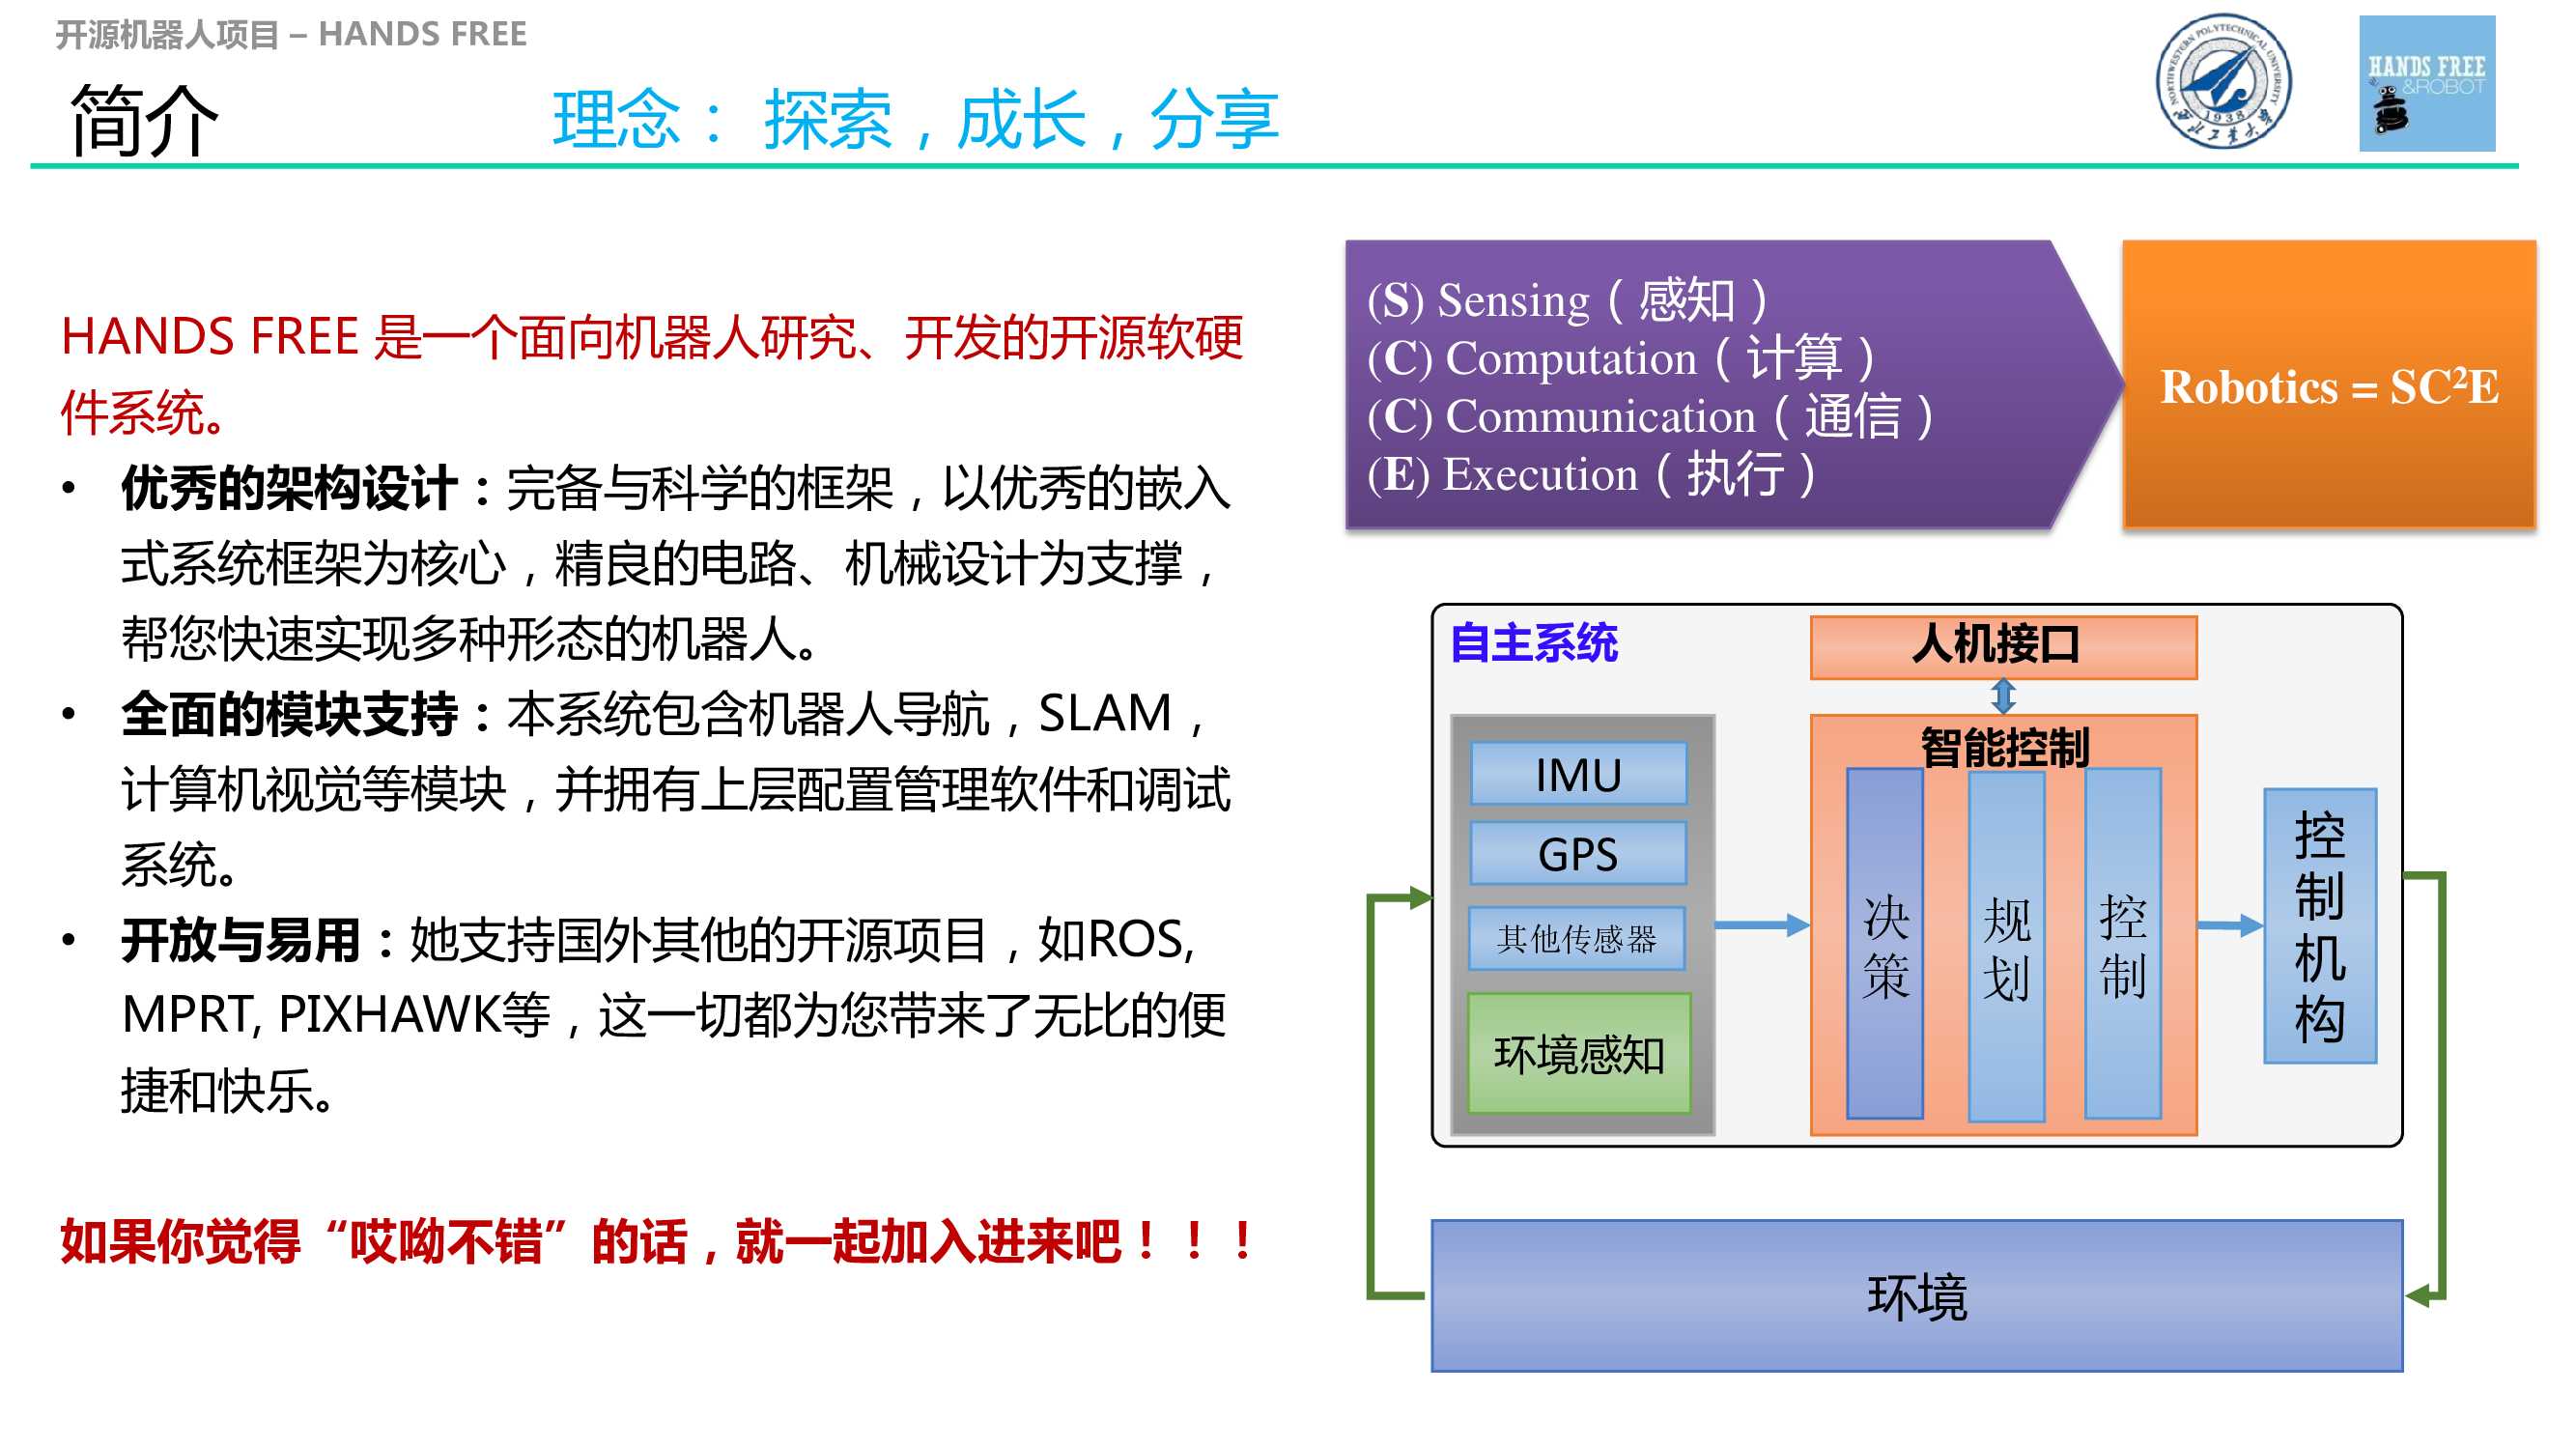 开源机器人项目 – HANDS FREE
简介
理念： 探索，成长，分享
NORTHWESTERN POLYTECHNICAL UNIVERSITY
1938
西北工业大学
HANDS FREE
&ROBOT
HANDS FREE 是一个面向机器人研究、开发的开源软硬
件系统。
• 优秀的架构设计：完备与科学的框架，以优秀的嵌入
式系统框架为核心，精良的电路、机械设计为支撑，
帮您快速实现多种形态的机器人。
• 全面的模块支持：本系统包含机器人导航，SLAM，
计算机视觉等模块，并拥有上层配置管理软件和调试
系统。
• 开放与易用：她支持国外其他的开源项目，如ROS,
MPRT, PIXHAWK等，这一切都为您带来了无比的便
捷和快乐。
如果你觉得“哎呦不错”的话，就一起加入进来吧！！！
(S) Sensing（感知）
(C) Computation（计算）
(C) Communication（通信）
(E) Execution（执行）
Robotics = SC²E
自主系统
人机接口
智能控制
IMU
GPS
其他传感器
环境感知
决策
规划
控制
控制机构
环境